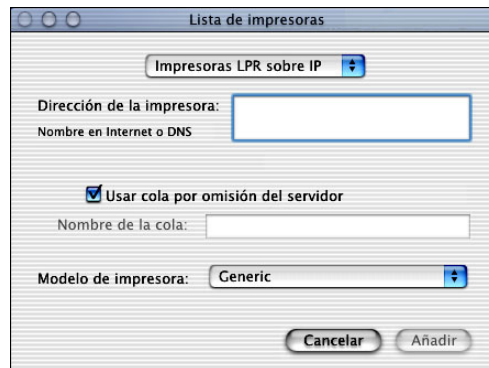 Lista de impresoras
Impresoras LPR sobre IP
Dirección de la impresora:
Nombre en Internet o DNS
Usar cola por omisión del servidor
Nombre de la cola:
Modelo de impresora: Generic
Cancelar Añadir